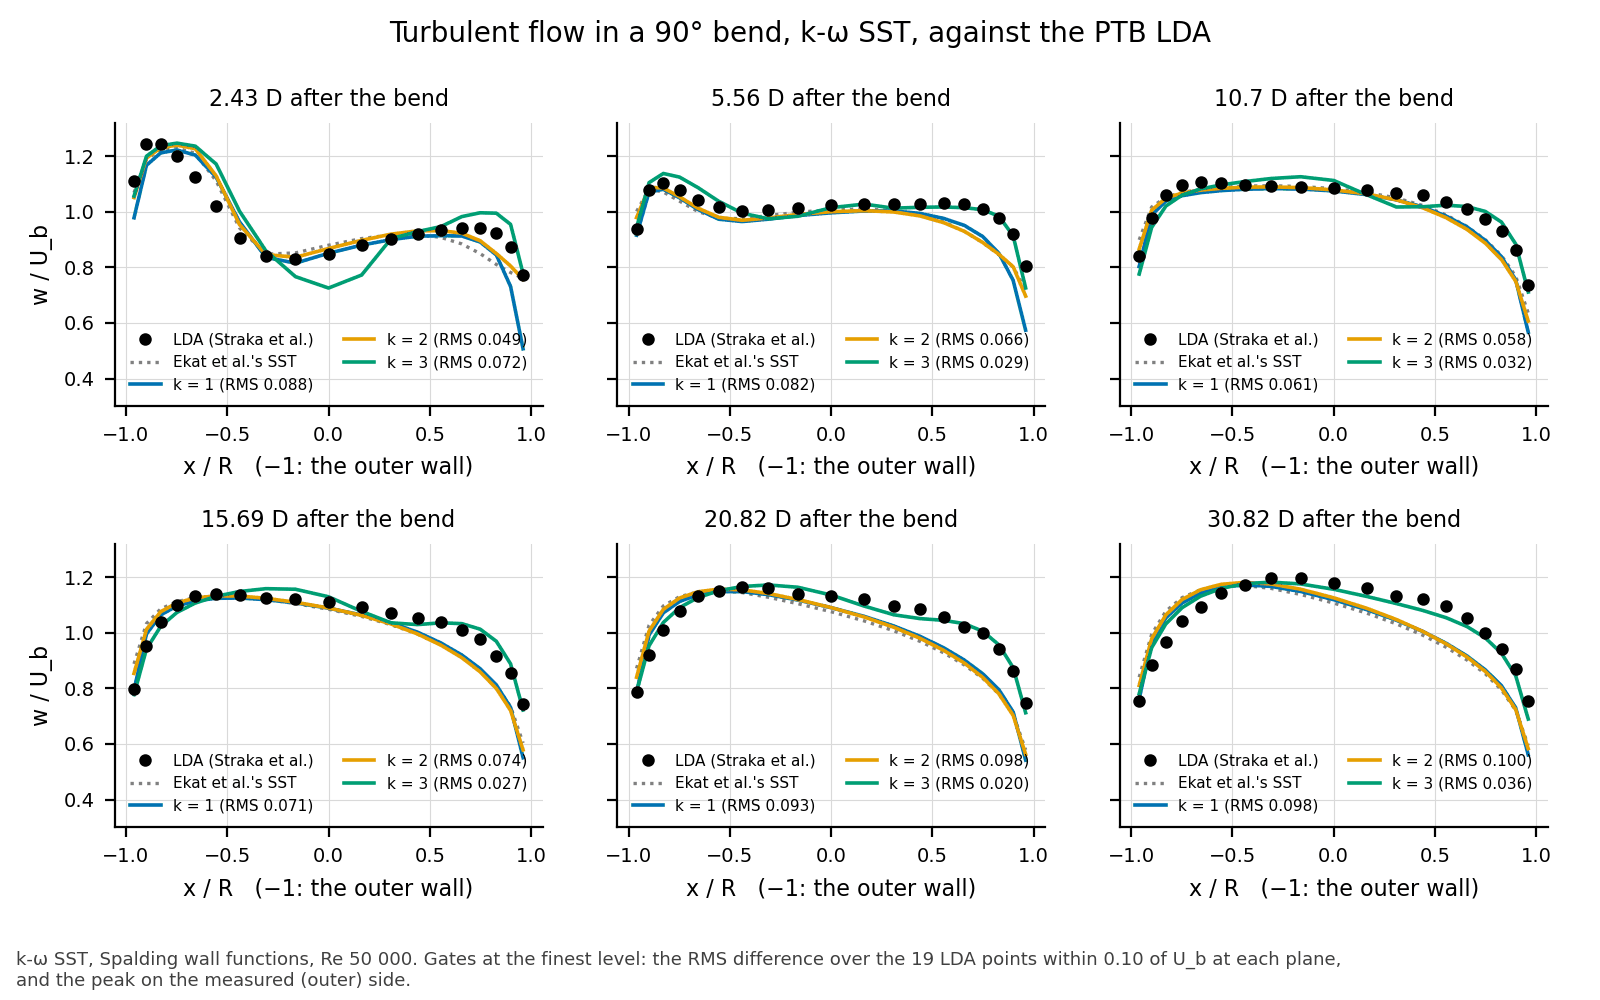 Turbulent flow in a 90° bend, k-ω SST, against the PTB LDA
2.43 D after the bend
w / U_b
1.2
1.0
0.8
0.6
0.4
LDA (Straka et al.)
Ekat et al.'s SST
k = 1 (RMS 0.088)
k = 2 (RMS 0.049)
k = 3 (RMS 0.072)
−1.0 −0.5 0.0 0.5 1.0
x / R (−1: the outer wall)
5.56 D after the bend
LDA (Straka et al.)
Ekat et al.'s SST
k = 1 (RMS 0.082)
k = 2 (RMS 0.066)
k = 3 (RMS 0.029)
−1.0 −0.5 0.0 0.5 1.0
x / R (−1: the outer wall)
10.7 D after the bend
LDA (Straka et al.)
Ekat et al.'s SST
k = 1 (RMS 0.061)
k = 2 (RMS 0.058)
k = 3 (RMS 0.032)
−1.0 −0.5 0.0 0.5 1.0
x / R (−1: the outer wall)
15.69 D after the bend
w / U_b
1.2
1.0
0.8
0.6
0.4
LDA (Straka et al.)
Ekat et al.'s SST
k = 1 (RMS 0.071)
k = 2 (RMS 0.074)
k = 3 (RMS 0.027)
−1.0 −0.5 0.0 0.5 1.0
x / R (−1: the outer wall)
20.82 D after the bend
LDA (Straka et al.)
Ekat et al.'s SST
k = 1 (RMS 0.093)
k = 2 (RMS 0.098)
k = 3 (RMS 0.020)
−1.0 −0.5 0.0 0.5 1.0
x / R (−1: the outer wall)
30.82 D after the bend
LDA (Straka et al.)
Ekat et al.'s SST
k = 1 (RMS 0.098)
k = 2 (RMS 0.100)
k = 3 (RMS 0.036)
−1.0 −0.5 0.0 0.5 1.0
x / R (−1: the outer wall)
k-ω SST, Spalding wall functions, Re 50 000. Gates at the finest level: the RMS difference over the 19 LDA points within 0.10 of U_b at each plane,
and the peak on the measured (outer) side.